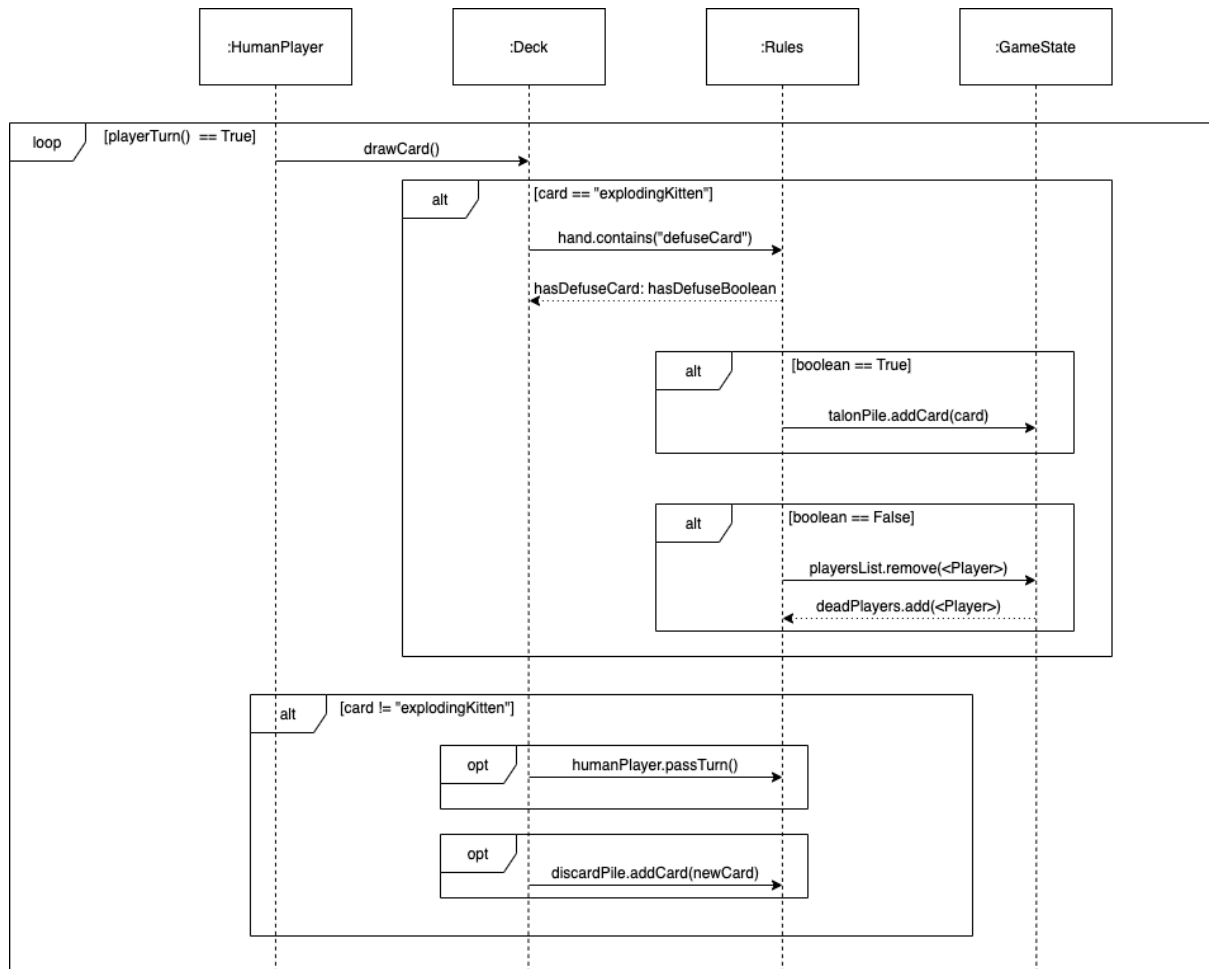 :HumanPlayer
:Deck
:Rules
:GameState
loop
[playerTurn()  == True]
drawCard()
alt
[card == "explodingKitten"]
hand.contains("defuseCard")
hasDefuseCard: hasDefuseBoolean
alt
[boolean == True]
talonPile.addCard(card)
alt
[boolean == False]
playersList.remove(<Player>)
deadPlayers.add(<Player>)
alt
[card != "explodingKitten"]
opt
humanPlayer.passTurn()
opt
discardPile.addCard(newCard)